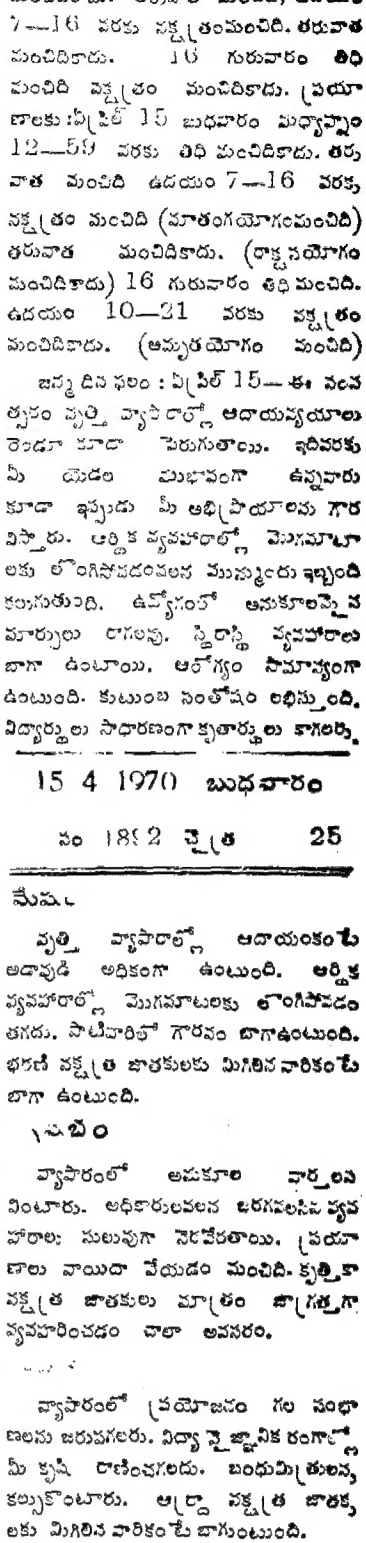 7—16 వరకు నక్షత్రంమంచిది. తరువాత
మంచిదికాదు. 16 గురువారం తిధి
మంచిది నక్షత్రం మంచిదికాదు. ప్రయా
ణాలకు :ఏప్రిల్ 15 బుధవారం మధ్యాహ్నం
12—59 వరకు తిధి మంచిదికాదు. తరు
వాత మంచిది ఉదయం 7—16 వరకు
నక్షత్రం మంచిది (మాతంగయోగంమంచిది)
తరువాత మంచిదికాదు. (రాక్షసయోగం
మంచిదికాదు) 16 గురువారం తిధి మంచిది.
ఉదయం 10—21 వరకు నక్షత్రం
మంచిదికాదు. (అమృతయోగం మంచిది)
జన్మ దిన ఫలం : ఏప్రిల్ 15— ఈ సంవ
త్సరం వృత్తి వ్యాపారాల్లో ఆదాయవ్యయాలు
రెండూ కూడా పెరుగుతాయి. ఇదివరకు
మీ యెడల ముభావంగా ఉన్నవారు
కూడా ఇప్పుడు మీ అభిప్రాయాలను గౌర
విస్తారు. ఆర్థిక వ్యవహారాల్లో మొగమాటా
లకు లొంగిపోవడంవలన మున్ముందు ఇబ్బంది
కలుగుతుంది. ఉద్యోగంలో అనుకూలమైన
మార్పులు రాగలవు. స్థిరాస్థి వ్యవహారాలు
బాగా ఉంటాయి. ఆరోగ్యం సామాన్యంగా
ఉంటుంది. కుటుంబ సంతోషం లభిస్తుంది.
విద్యార్థులు సాధారణంగా కృతార్థులు కాగలరు
15 4 1970 బుధవారం
సం 1892 చైత్ర 25
మేషం
వృత్తి వ్యాపారాల్లో ఆదాయంకంటే
అదావుడి అధికంగా ఉంటుంది. ఆర్థిక
వ్యవహారాల్లో మొగమాటులకు లొంగిపోవడం
తగదు. పాటివారితో గౌరవం బాగాఉంటుంది.
భరణి నక్షత్ర జాతకులకు మిగిలిన వారికంటే
బాగా ఉంటుంది.
వ్యాపారంలో అనుకూల వార్తలన
వింటారు. అధికారులవలన జరగవలసిన వ్యవ
హారాలు సులువుగా నెరవేరతాయి. ప్రయా
ణాలు వాయిదా వేయడం మంచిది. కృత్తికా
నక్షత్ర జాతకులు మాత్రం జాగ్రత్తగా
వ్యవహరించడం చాలా అవసరం.
వ్యాపారంలో ప్రయోజనం గల సంభా
ణలను జరుపగలరు. విద్యా వైజ్ఞానిక రంగాల్లో
మీ కృషి రాణించగలదు. బంధుమిత్రులను
కల్సుకొంటారు. ఆర్ద్రా నక్షత్ర జాతక
లకు మిగిలిన వారికంటే బాగుంటుంది.